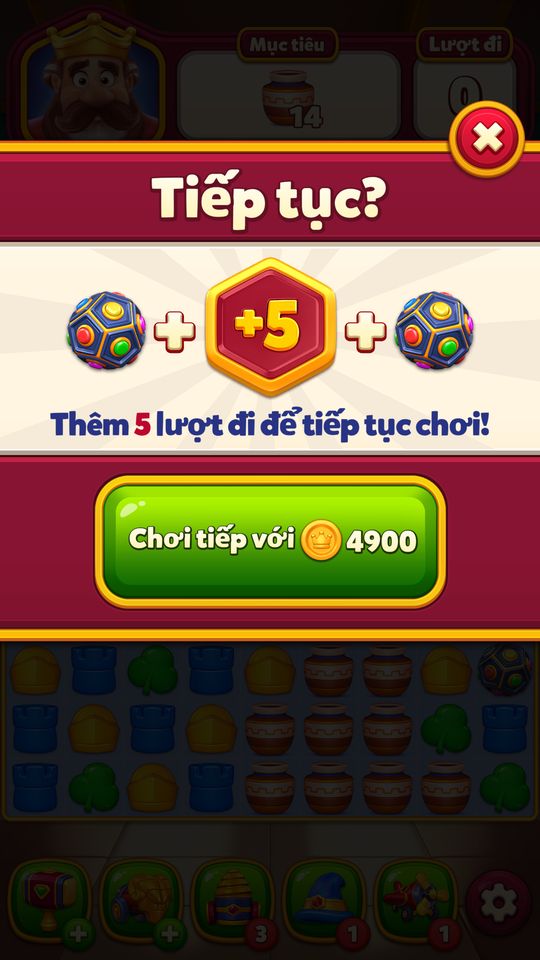 Mục tiêu
Lượt đi
14
0
Tiếp tục?
+5
Thêm 5 lượt đi để tiếp tục chơi!
Chơi tiếp với 4900
3
1
1